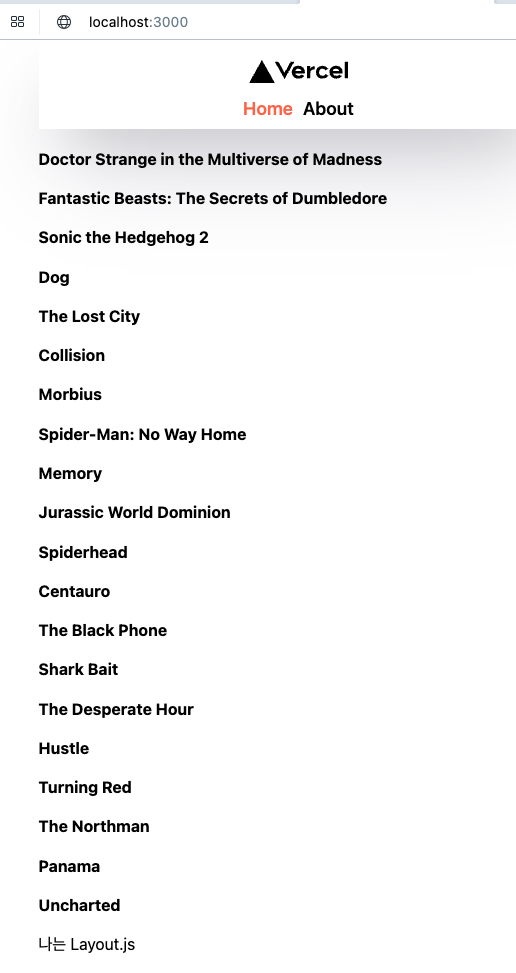 localhost:3000
Vercel
Home About
Doctor Strange in the Multiverse of Madness
Fantastic Beasts: The Secrets of Dumbledore
Sonic the Hedgehog 2
Dog
The Lost City
Collision
Morbius
Spider-Man: No Way Home
Memory
Jurassic World Dominion
Spiderhead
Centauro
The Black Phone
Shark Bait
The Desperate Hour
Hustle
Turning Red
The Northman
Panama
Uncharted
나는 Layout.js